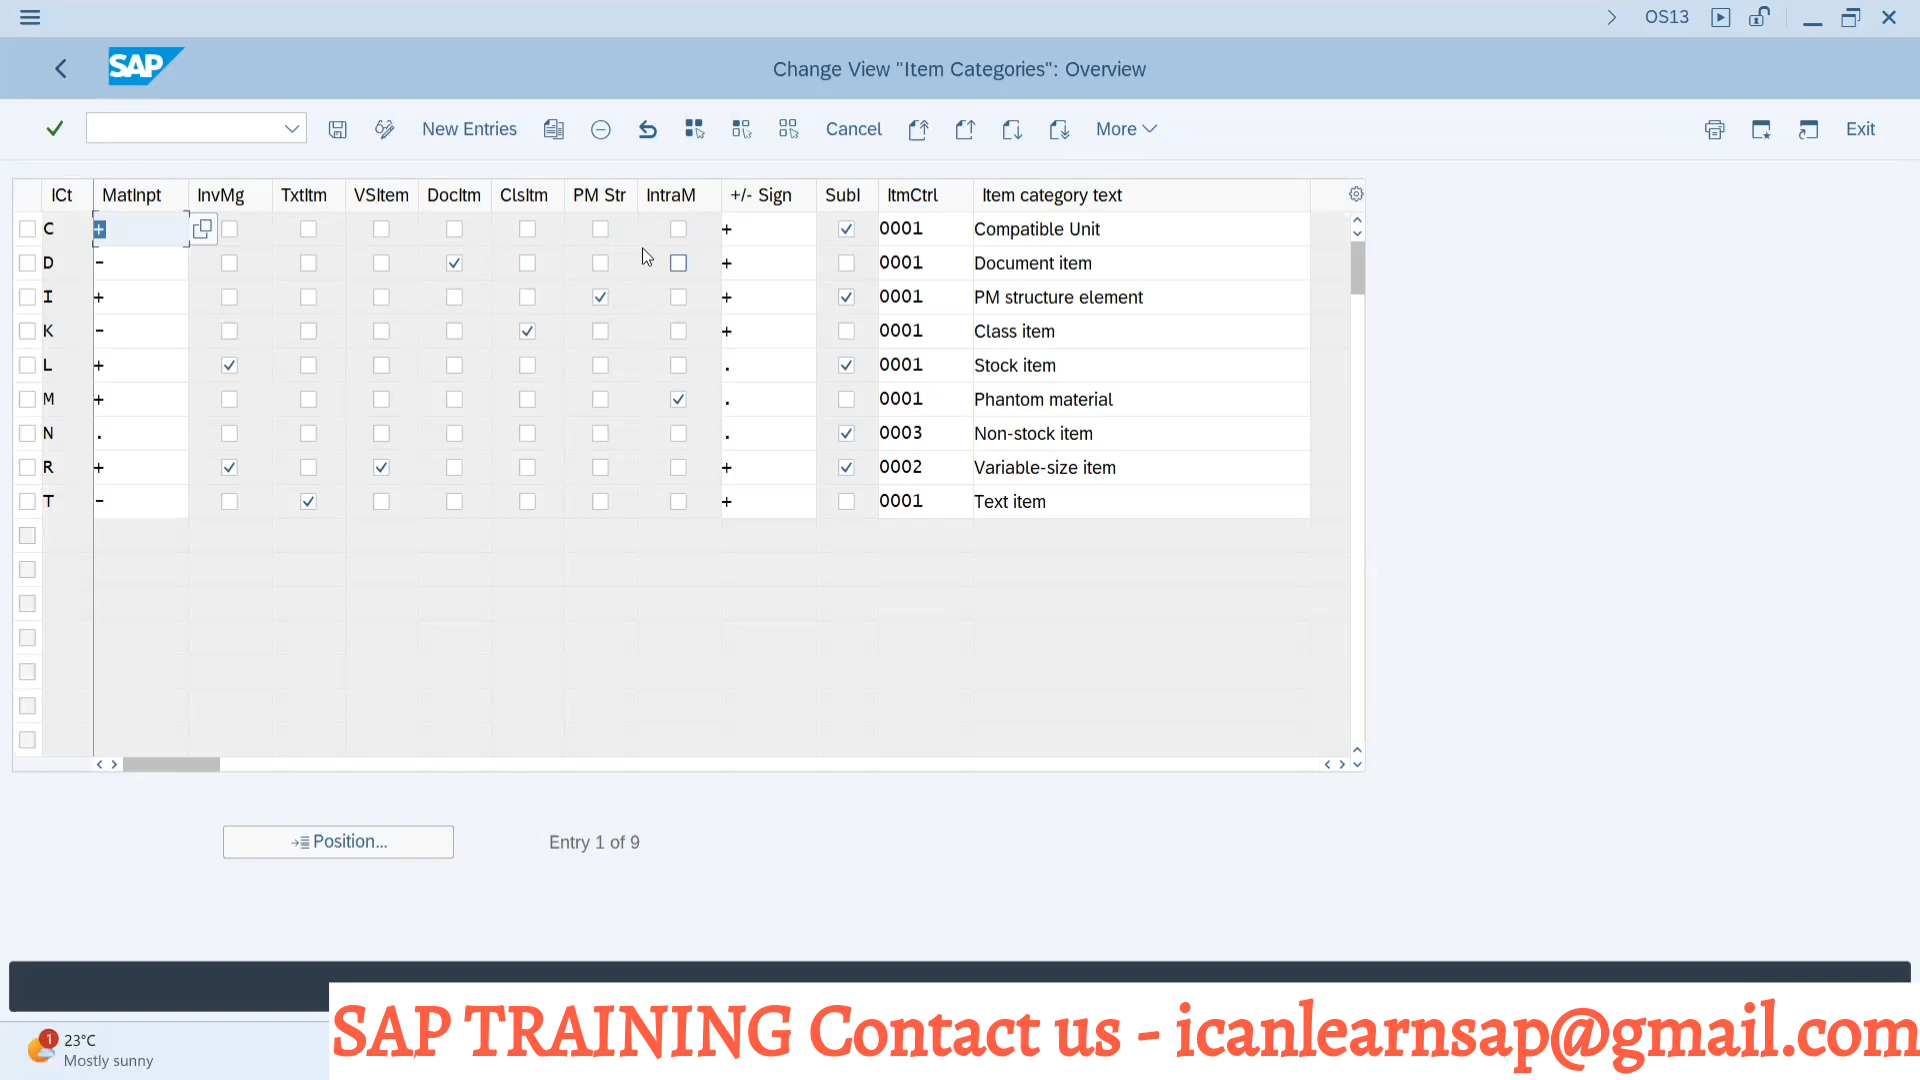 OS13
SAP
Change View "Item Categories": Overview
New Entries Cancel More Exit
ICt MatInpt InvMg TxtItm VSItem DocItm ClsItm PM Str IntraM +/- Sign SubI ItmCtrl Item category text
C + + 0001 Compatible Unit
D - + 0001 Document item
I + + 0001 PM structure element
K - + 0001 Class item
L + . 0001 Stock item
M + . 0001 Phantom material
N . . 0003 Non-stock item
R + + 0002 Variable-size item
T - + 0001 Text item
Position... Entry 1 of 9
SAP TRAINING Contact us - icanlearnsap@gmail.com
1
23°C
Mostly sunny